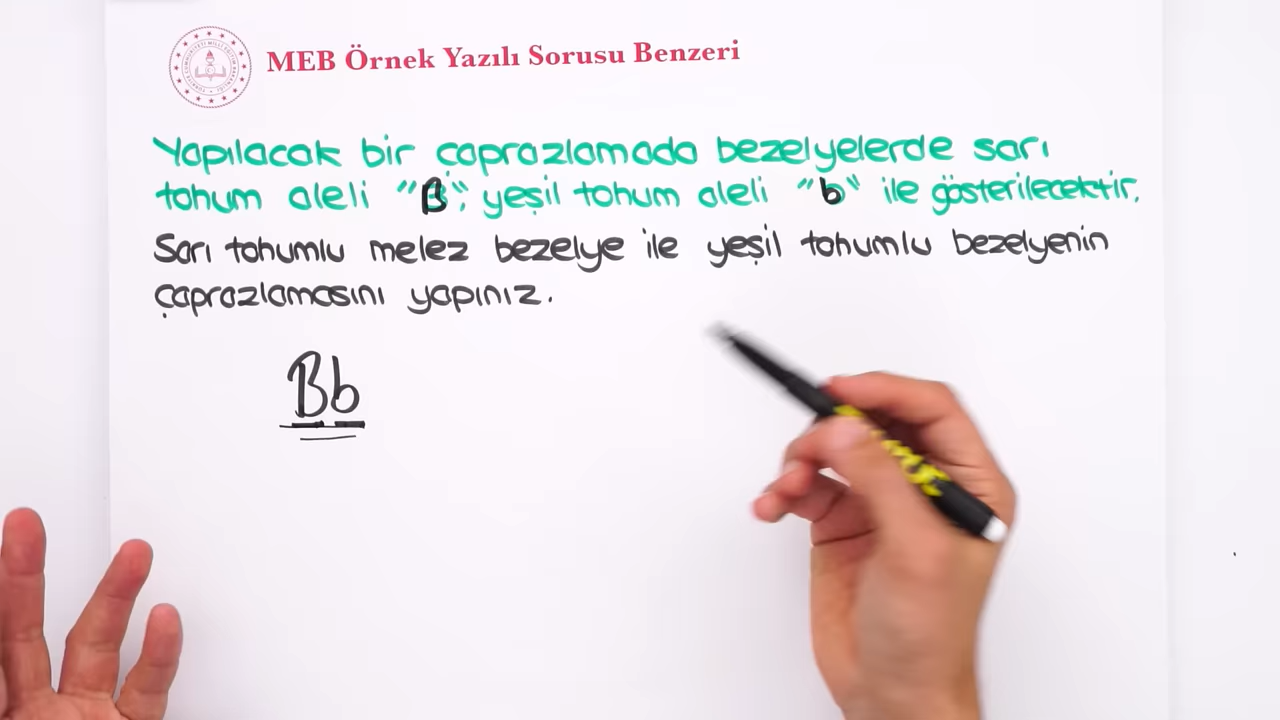 MEB Örnek Yazılı Sorusu Benzeri
Yapılacak bir çaprazlamada bezelyelerde sarı
tohum aleli "B", yeşil tohum aleli "b" ile gösterilecektir.
Sarı tohumlu melez bezelye ile yeşil tohumlu bezelyenin
çaprazlamasını yapınız.
Bb